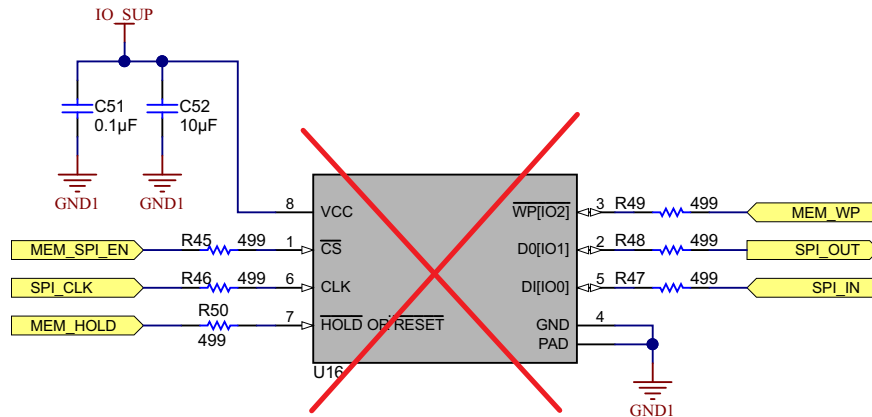 IO_SUP
C51
0.1µF
C52
10µF
GND1
GND1
8
VCC
WP[IO2]
3
R49
499
MEM_WP
MEM_SPI_EN
R45
499
1
CS
D0[IO1]
2
R48
499
SPI_OUT
SPI_CLK
R46
499
6
CLK
DI[IO0]
5
R47
499
SPI_IN
MEM_HOLD
R50
499
7
HOLD OR RESET
GND
4
PAD
U16
GND1